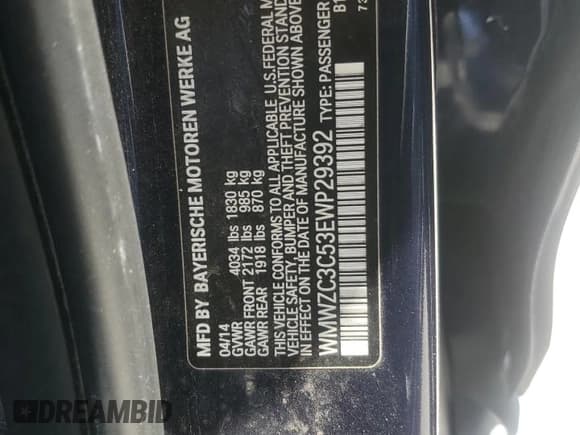 MFD BY BAYERISCHE MOTOREN WERKE AG
04/14
GVWR 4034 lbs 1830 kg
GAWR FRONT 2172 lbs 985 kg
GAWR REAR 1918 lbs 870 kg
THIS VEHICLE CONFORMS TO ALL APPLICABLE U.S. FEDERAL M
VEHICLE SAFETY, BUMPER AND THEFT PREVENTION STAND
IN EFFECT ON THE DATE OF MANUFACTURE SHOWN ABOVE
WMWZC3C53EWP29392 TYPE: PASSENGER
B1
73
DREAMBID